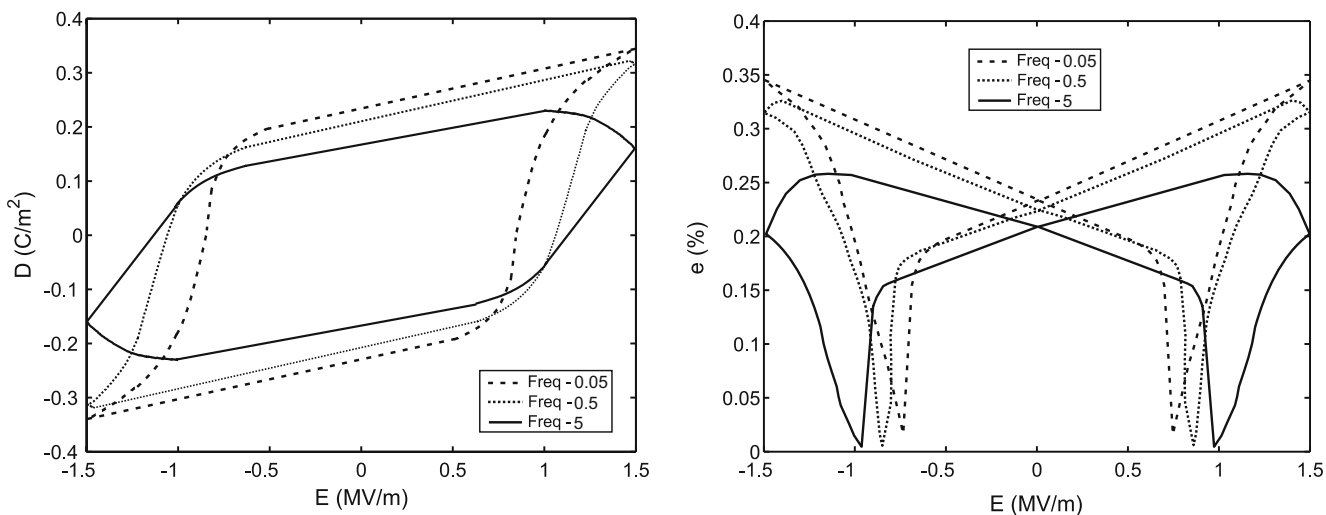 0.4
0.3
0.2
0.1
0
-0.1
-0.2
-0.3
-0.4
D (C/m²)
-1.5 -1 -0.5 0 0.5 1 1.5
E (MV/m)
Freq - 0.05
Freq - 0.5
Freq - 5
0.4
0.35
0.3
0.25
0.2
0.15
0.1
0.05
0
e (%)
-1.5 -1 -0.5 0 0.5 1 1.5
E (MV/m)
Freq - 0.05
Freq - 0.5
Freq - 5